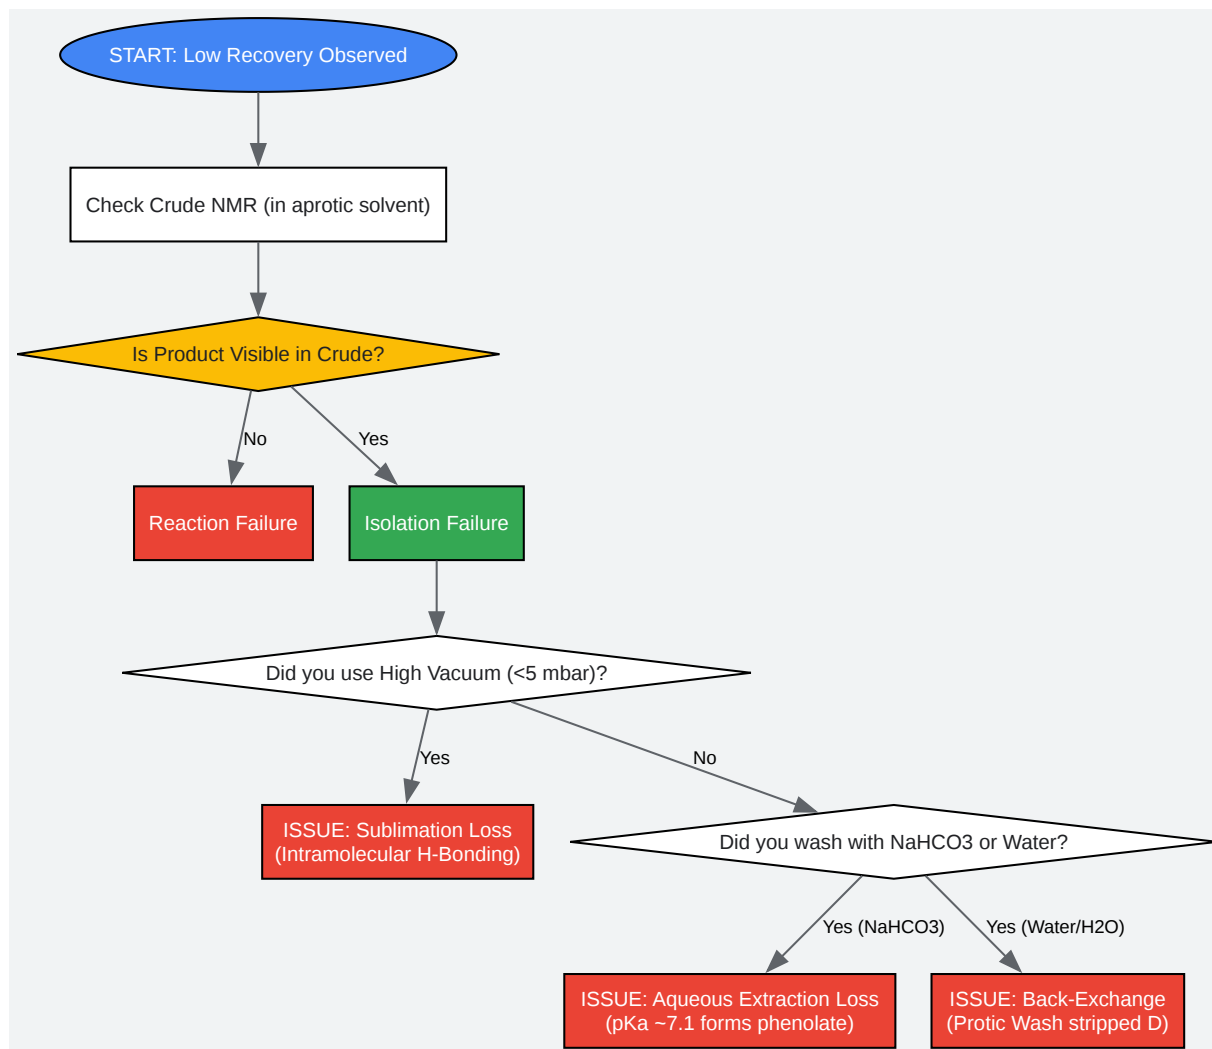 START: Low Recovery Observed
Check Crude NMR (in aprotic solvent)
Is Product Visible in Crude?
No
Yes
Reaction Failure
Isolation Failure
Did you use High Vacuum (<5 mbar)?
Yes
No
ISSUE: Sublimation Loss
(Intramolecular H-Bonding)
Did you wash with NaHCO3 or Water?
Yes (NaHCO3)
Yes (Water/H2O)
ISSUE: Aqueous Extraction Loss
(pKa ~7.1 forms phenolate)
ISSUE: Back-Exchange
(Protic Wash stripped D)